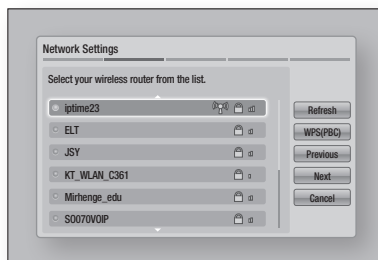 Network Settings
Select your wireless router from the list.
iptime23
Refresh
ELT
WPS(PBC)
JSY
Previous
KT_WLAN_C361
Next
Mirhenge_edu
Cancel
SO070VOIP